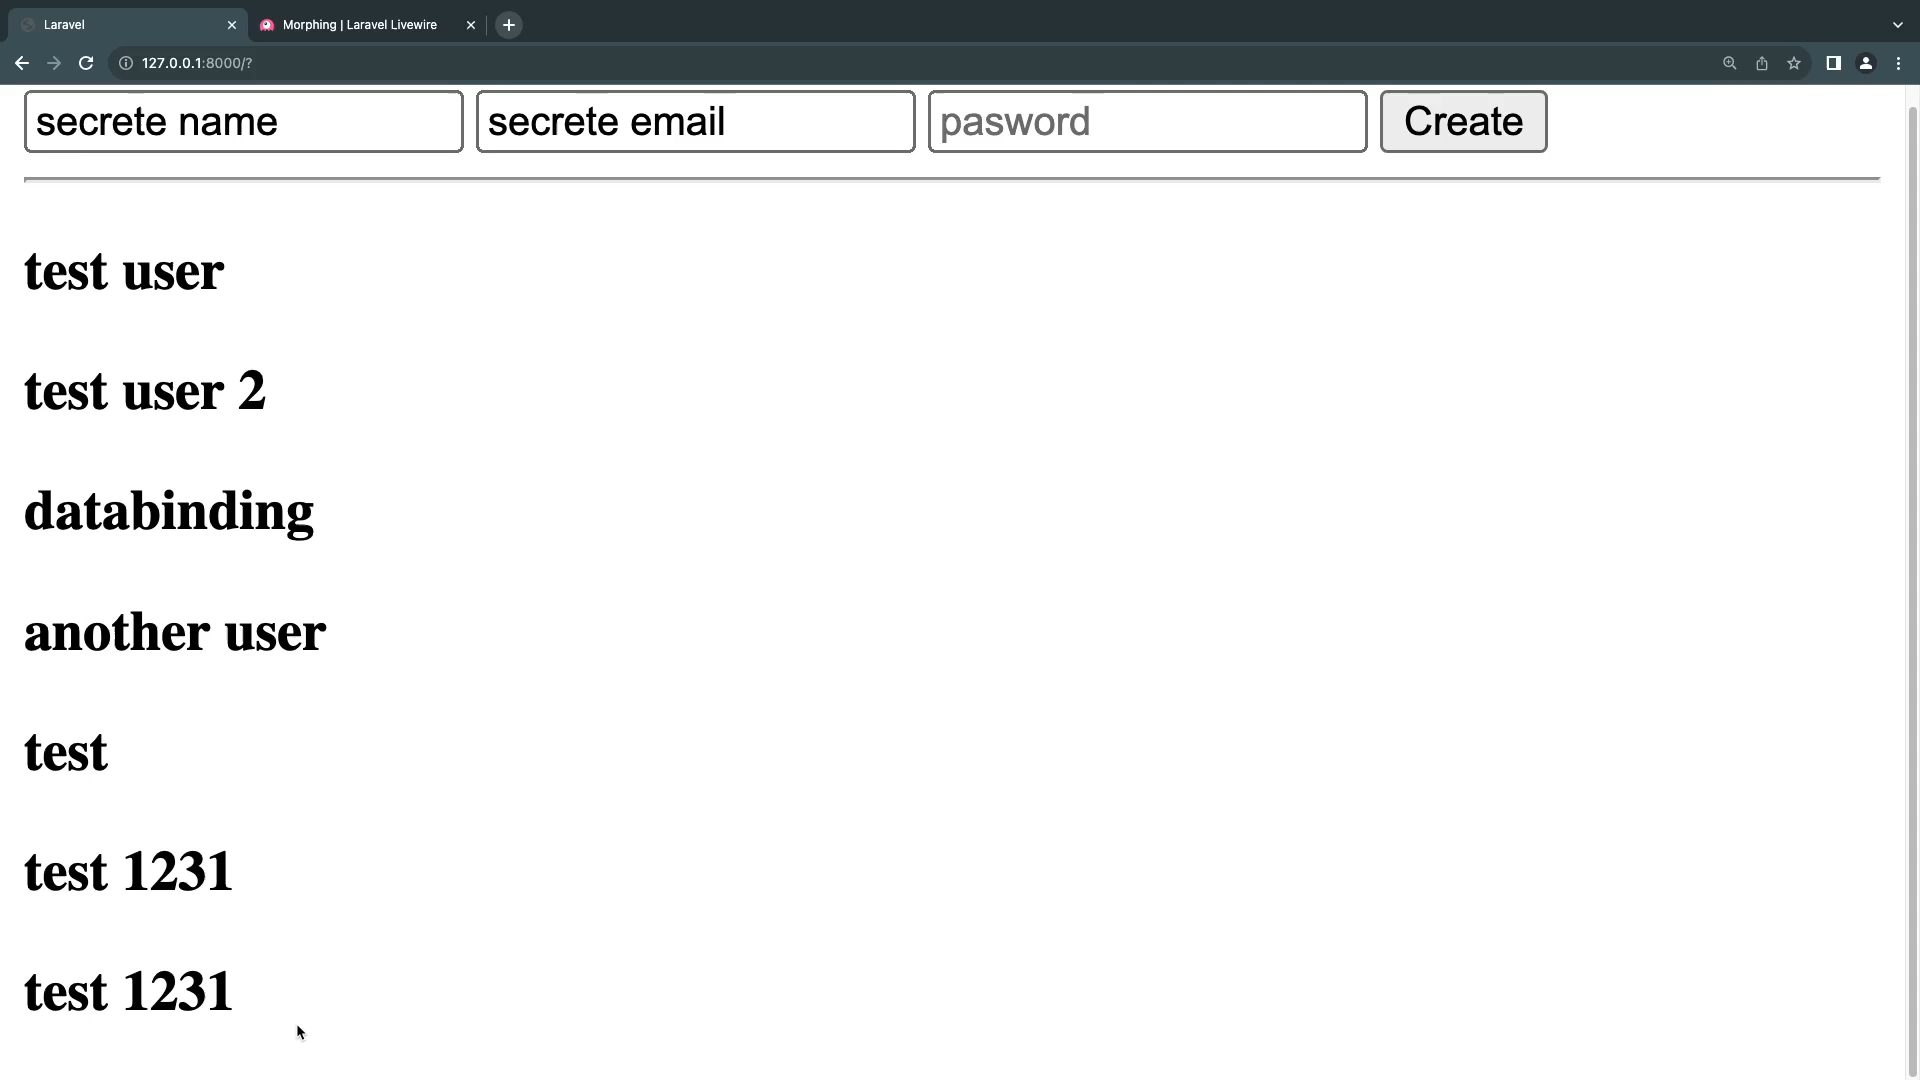 Laravel
Morphing | Laravel Livewire
127.0.0.1:8000/?
secrete name
secrete email
pasword
Create
test user
test user 2
databinding
another user
test
test 1231
test 1231